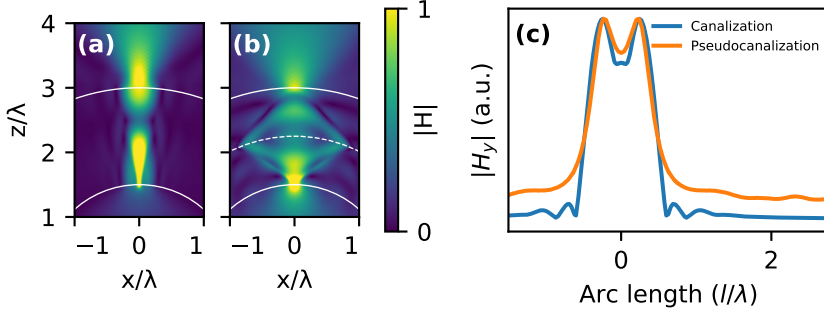 (a)
(b)
4
3
2
1
z/λ
−1
0
1
−1
0
1
x/λ
x/λ
1
0
|H|
(c)
Canalization
Pseudocanalization
|H_y| (a.u.)
0
2
Arc length (l/λ)